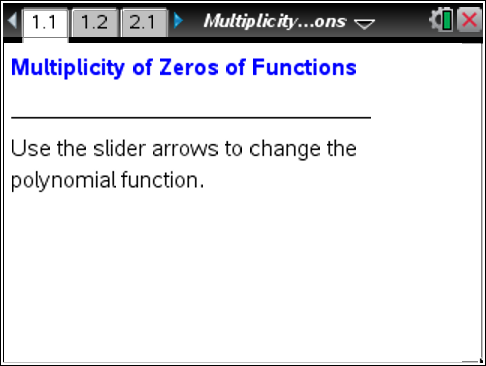 1.1 1.2 2.1 Multiplicity...ons
Multiplicity of Zeros of Functions
Use the slider arrows to change the
polynomial function.